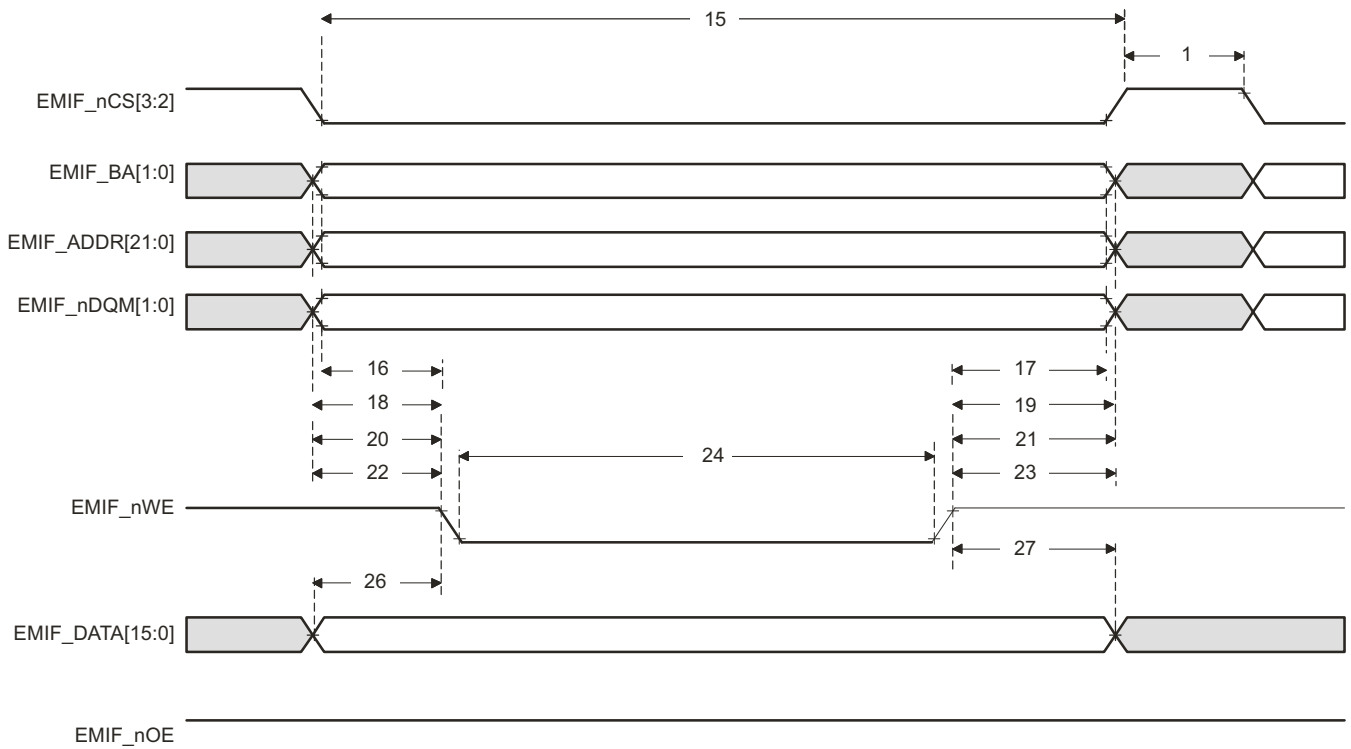 15
1
EMIF_nCS[3:2]
EMIF_BA[1:0]
EMIF_ADDR[21:0]
EMIF_nDQM[1:0]
16
17
18
19
20
21
24
22
23
EMIF_nWE
27
26
EMIF_DATA[15:0]
EMIF_nOE